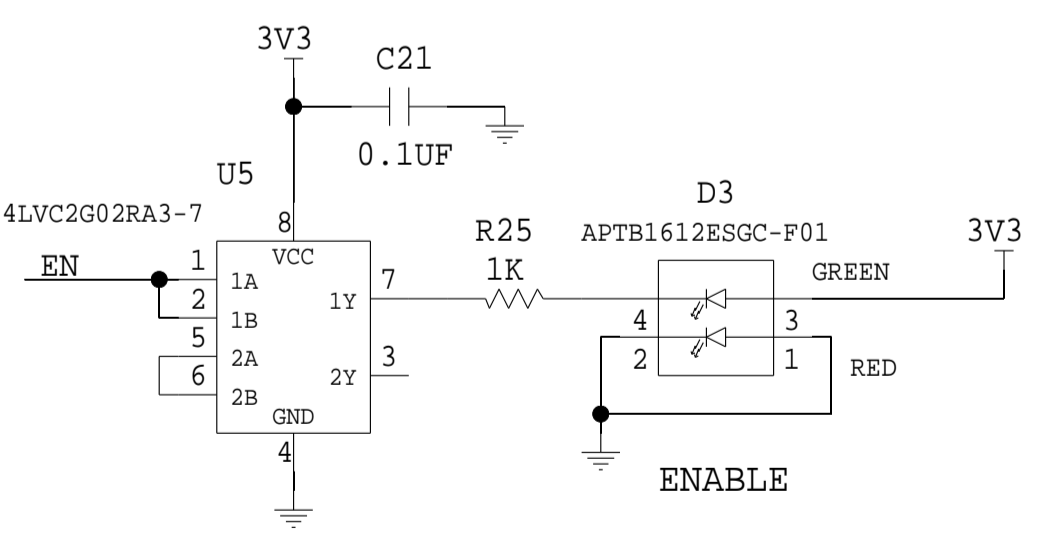 3V3
C21
0.1UF
U5
4LVC2G02RA3-7
8
VCC
EN
1
1A
2
1B
5
2A
6
2B
7
1Y
3
2Y
GND
4
R25
1K
D3
APTB1612ESGC-F01
GREEN
3V3
4
3
2
1
RED
ENABLE